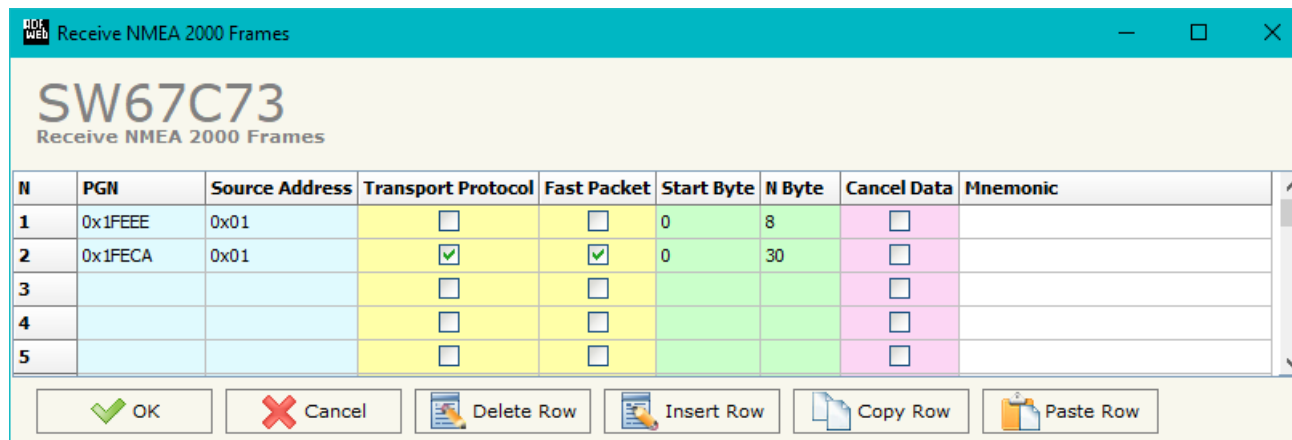 ADF WEB Receive NMEA 2000 Frames
SW67C73
Receive NMEA 2000 Frames
N PGN Source Address Transport Protocol Fast Packet Start Byte N Byte Cancel Data Mnemonic
1 0x1FEEE 0x01 0 8
2 0x1FECA 0x01 0 30
3
4
5
OK Cancel Delete Row Insert Row Copy Row Paste Row